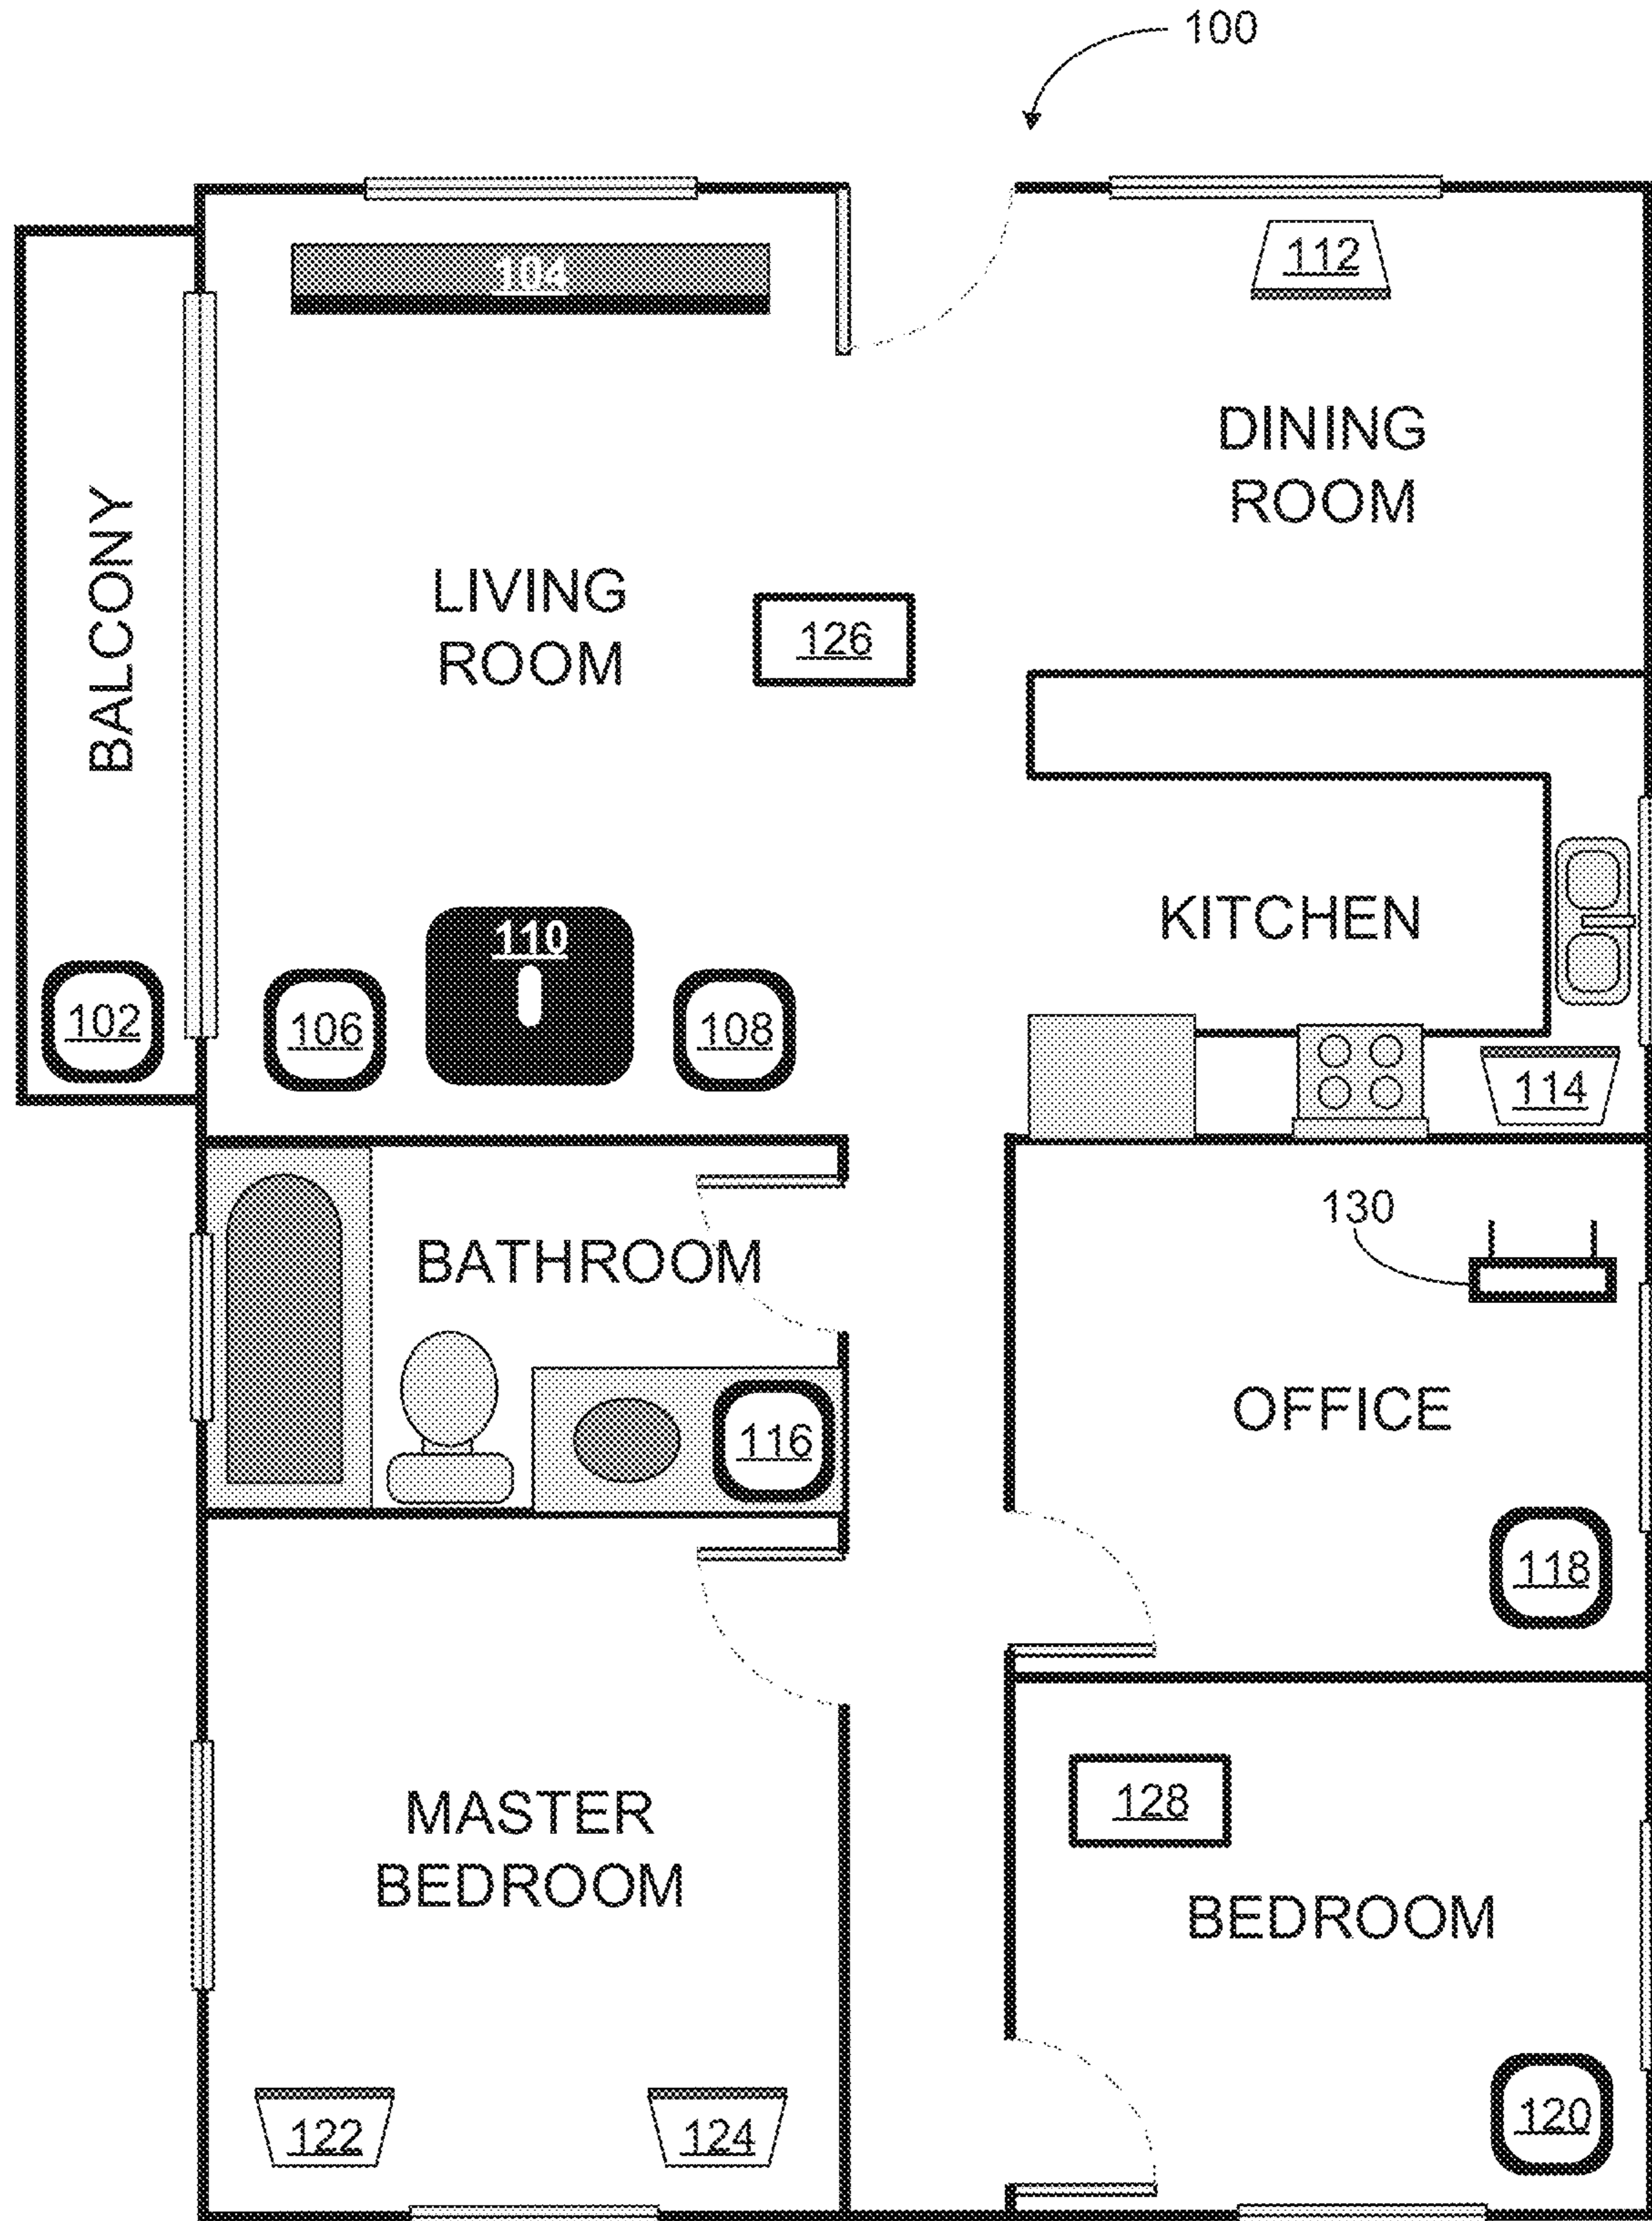 100
104
112
DINING
ROOM
BALCONY
LIVING
ROOM
126
KITCHEN
110
102
106
108
114
130
BATHROOM
OFFICE
116
118
MASTER
BEDROOM
128
BEDROOM
122
124
120